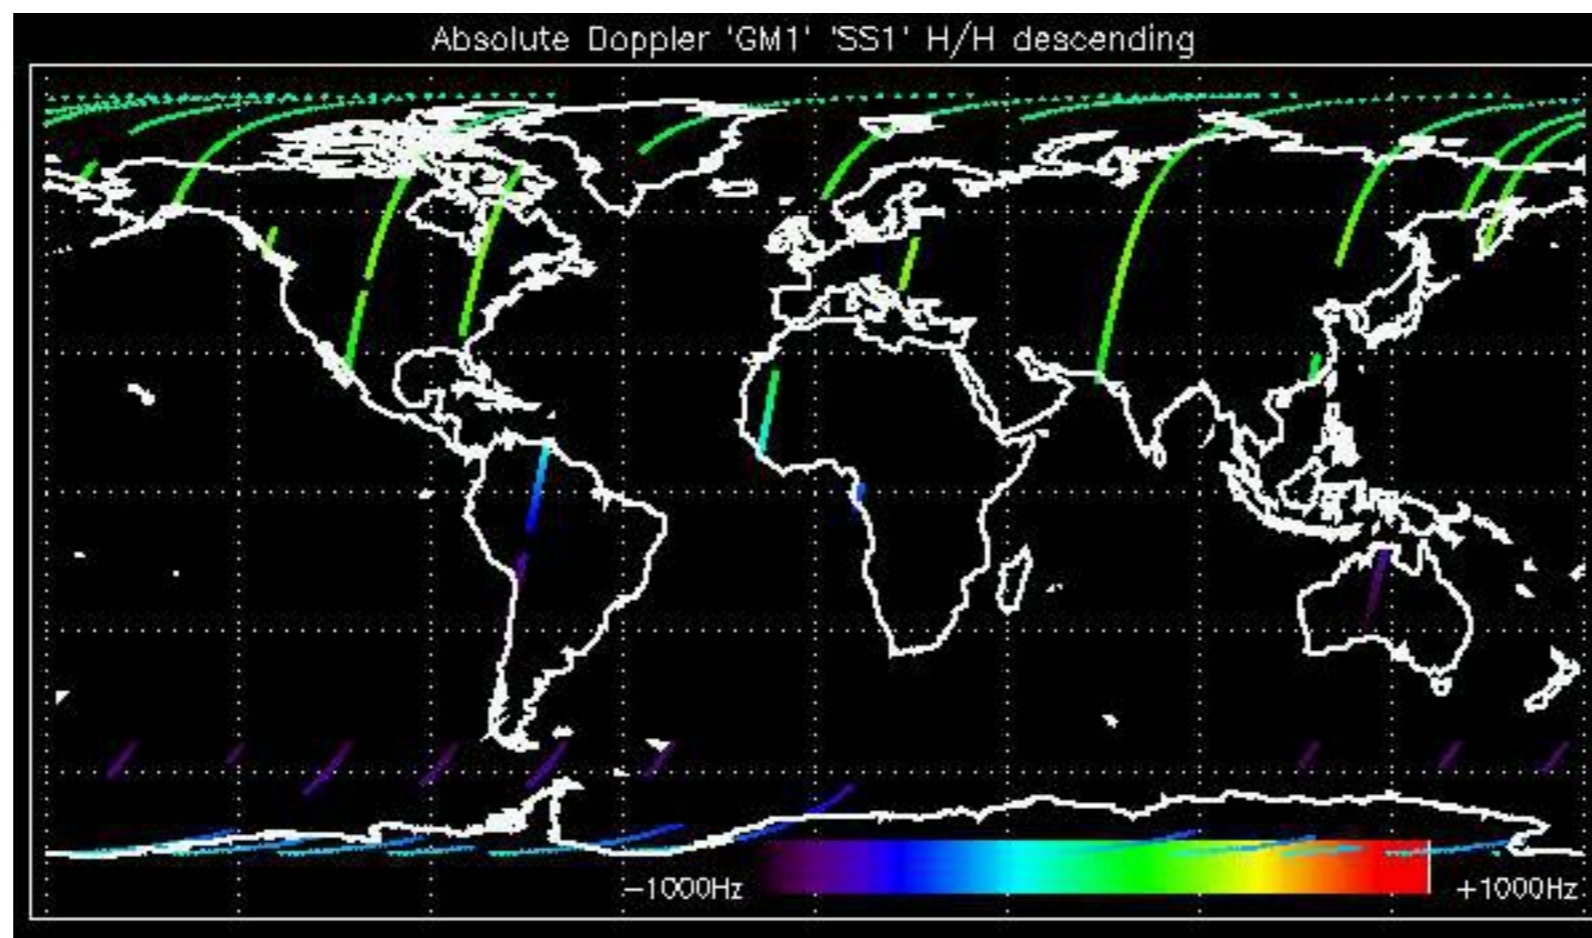 Absolute Doppler 'GM1' 'SS1' H/H descending
−1000Hz
+1000Hz